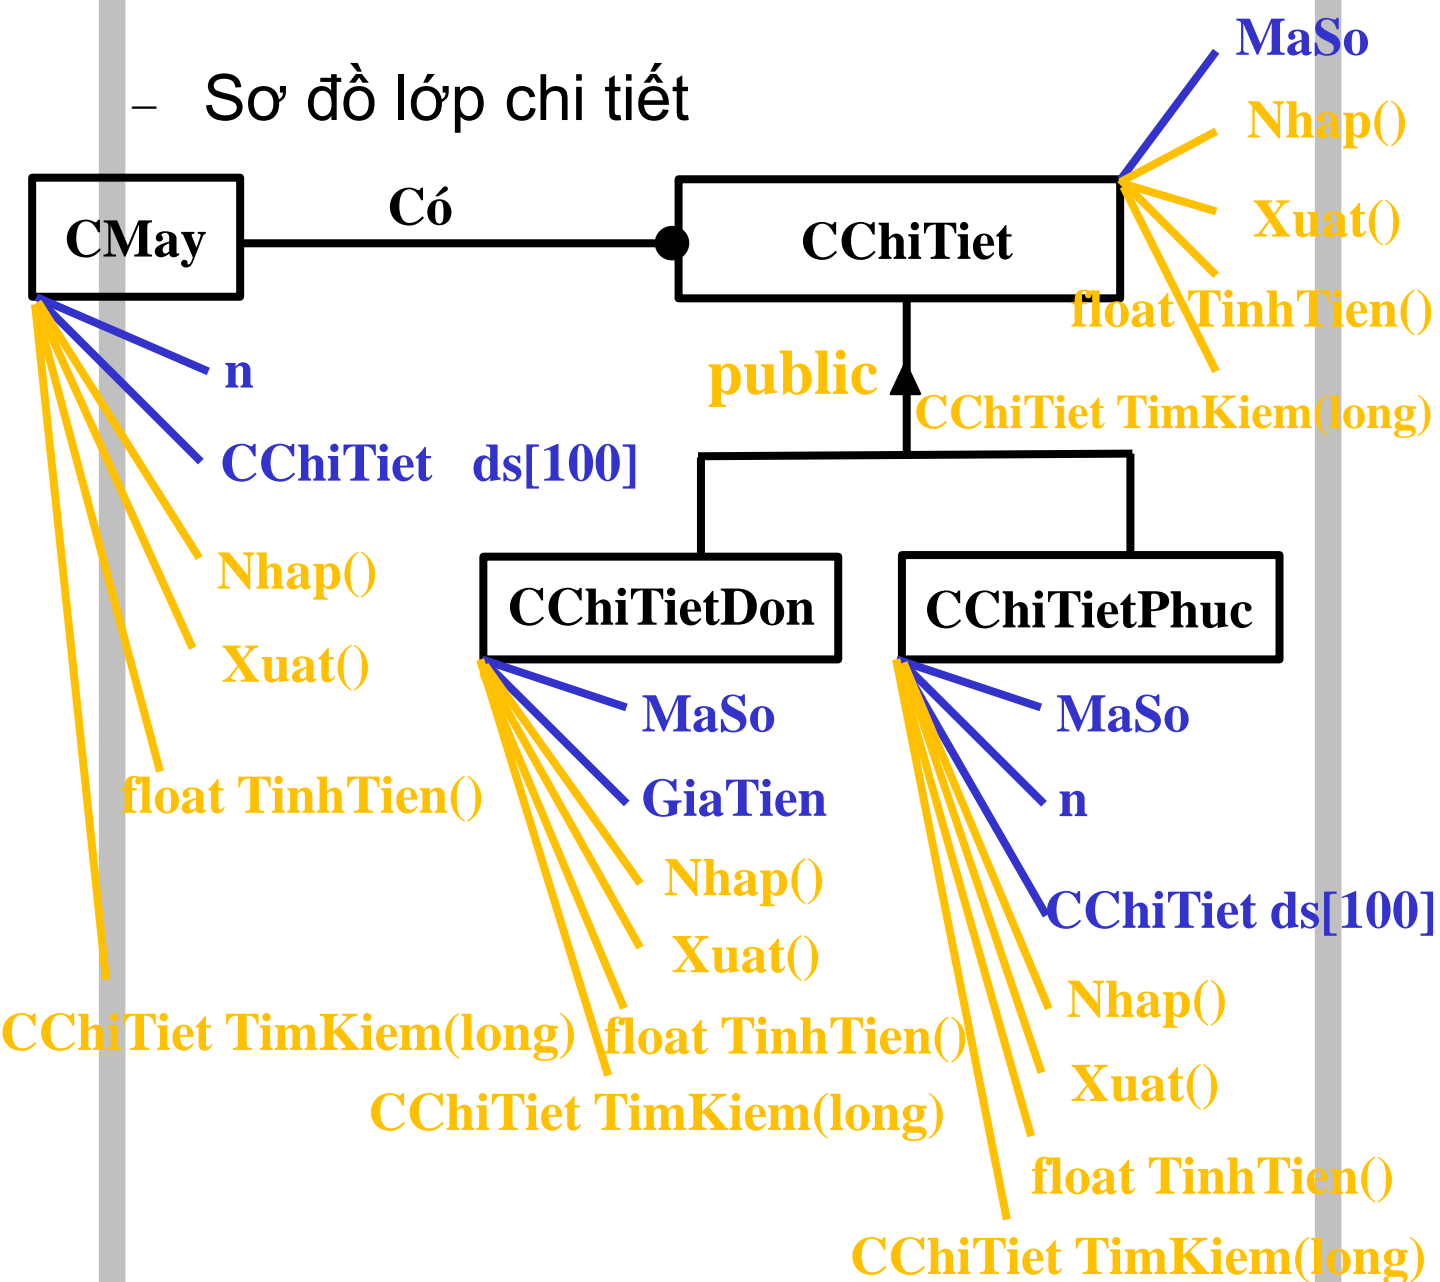 – Sơ đồ lớp chi tiết
MaSo
Nhap()
Xuat()
float TinhTien()
CChiTiet TimKiem(long)
CMay
Có
CChiTiet
public
n
CChiTiet ds[100]
Nhap()
Xuat()
float TinhTien()
CChiTiet TimKiem(long)
CChiTietDon
MaSo
GiaTien
Nhap()
Xuat()
float TinhTien()
CChiTiet TimKiem(long)
CChiTietPhuc
MaSo
n
CChiTiet ds[100]
Nhap()
Xuat()
float TinhTien()
CChiTiet TimKiem(long)